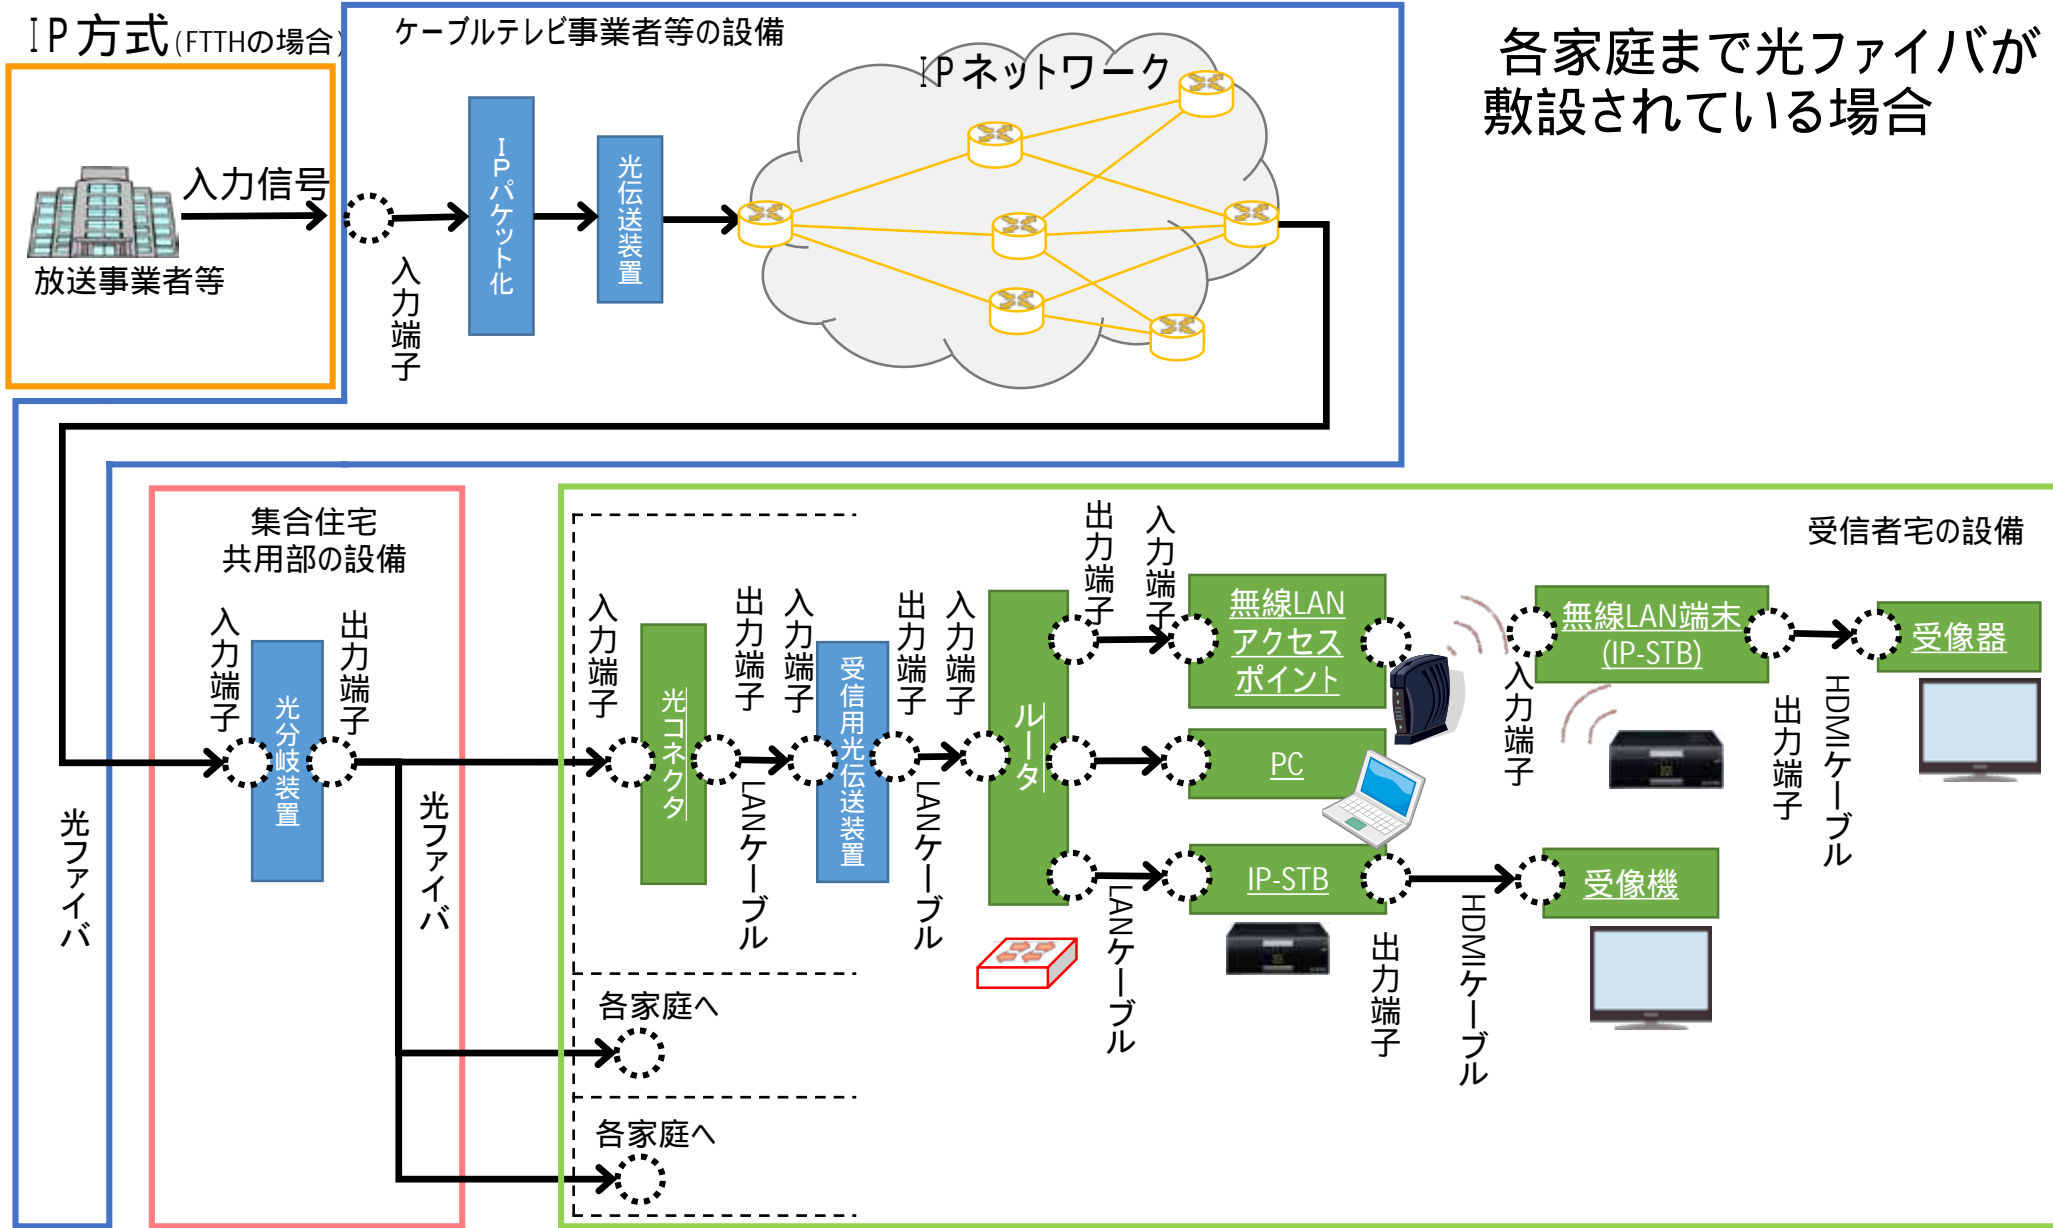 IP方式(FTTHの場合)
ケーブルテレビ事業者等の設備
IPネットワーク
各家庭まで光ファイバが
敷設されている場合
入力信号
放送事業者等
入力端子
IPパケット化
光伝送装置
集合住宅
共用部の設備
入力端子
出力端子
光分岐装置
光ファイバ
光ファイバ
受信者宅の設備
入力端子
光コネクタ
出力端子
LANケーブル
入力端子
受信用光伝送装置
出力端子
LANケーブル
入力端子
ルータ
出力端子
入力端子
無線LAN
アクセス
ポイント
入力端子
無線LAN端末
(IP-STB)
出力端子
HDMIケーブル
受像器
PC
LANケーブル
IP-STB
出力端子
HDMIケーブル
受像機
各家庭へ
各家庭へ